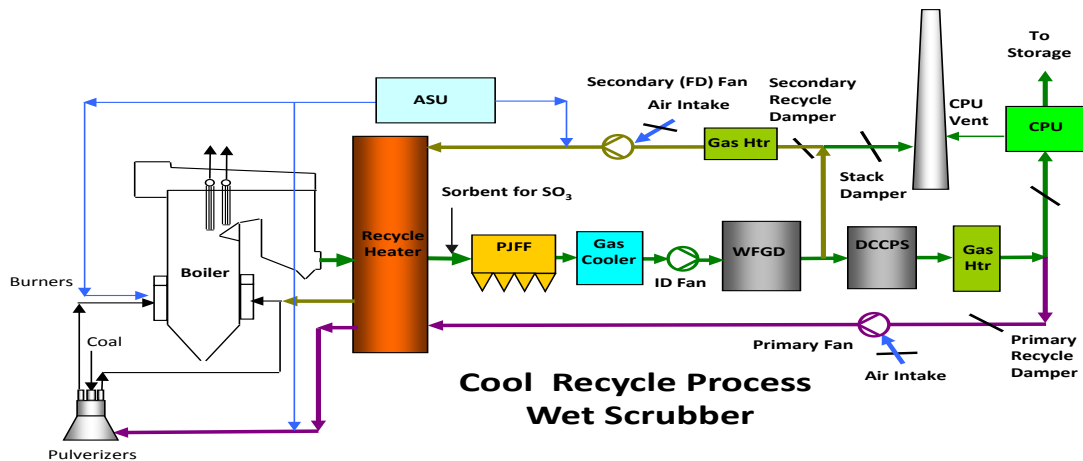 To
Storage
Secondary (FD) Fan
Air Intake
Secondary
Recycle
Damper
ASU
CPU
Vent
CPU
Gas Htr
Stack
Damper
Sorbent for SO₃
Recycle
Heater
PJFF
Gas
Cooler
ID Fan
WFGD
DCCPS
Gas
Htr
Boiler
Burners
Coal
Pulverizers
Primary Fan
Air Intake
Primary
Recycle
Damper
Cool Recycle Process
Wet Scrubber